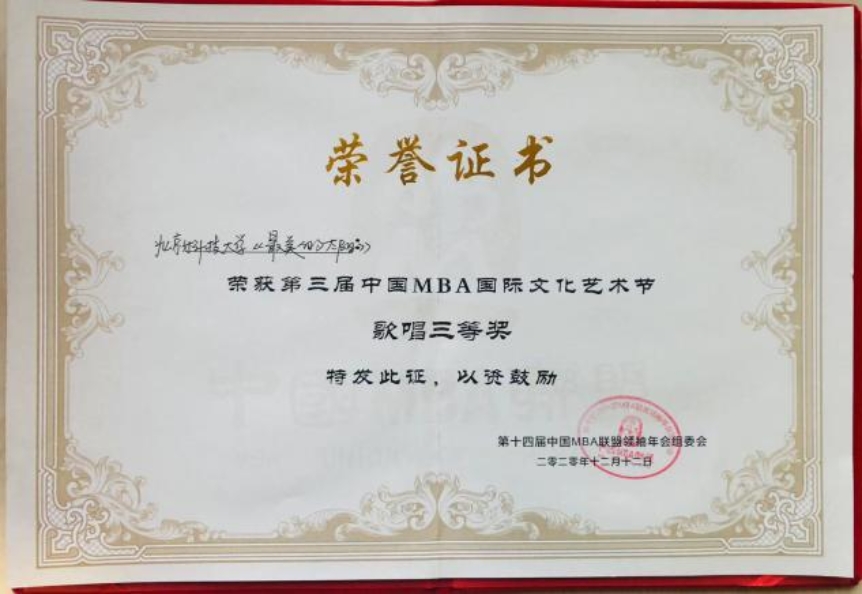 荣誉证书
北京科技大学《最美的太阳》
荣获第三届中国MBA国际文化艺术节
歌唱三等奖
特发此证，以资鼓励
第十四届中国MBA联盟领袖年会组委会
二零二零年十二月十二日